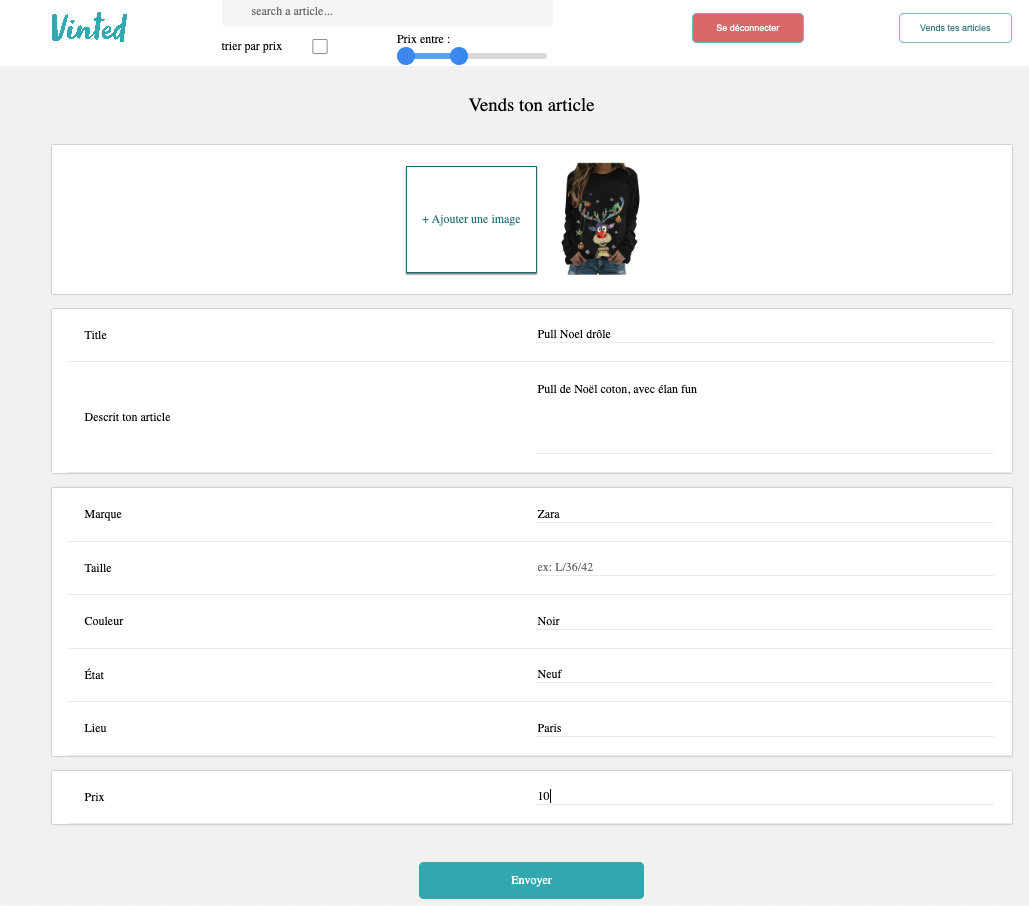 Vinted
search a article...
trier par prix
Prix entre :
Se déconnecter
Vends tes articles
Vends ton article
+ Ajouter une image
Title
Pull Noel drôle
Descrit ton article
Pull de Noël coton, avec élan fun
Marque
Zara
Taille
ex: L/36/42
Couleur
Noir
État
Neuf
Lieu
Paris
Prix
10
Envoyer